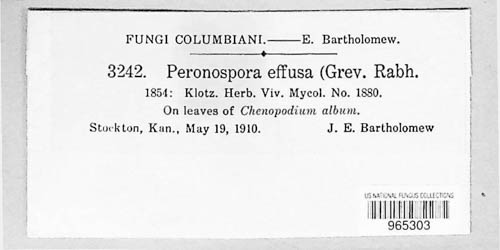 FUNGI COLUMBIANI.——E. Bartholomew.
3242. Peronospora effusa (Grev. Rabh.
1854: Klotz. Herb. Viv. Mycol. No. 1880.
On leaves of Chenopodium album.
Stockton, Kan., May 19, 1910. J. E. Bartholomew
US NATIONAL FUNGUS COLLECTIONS
965303